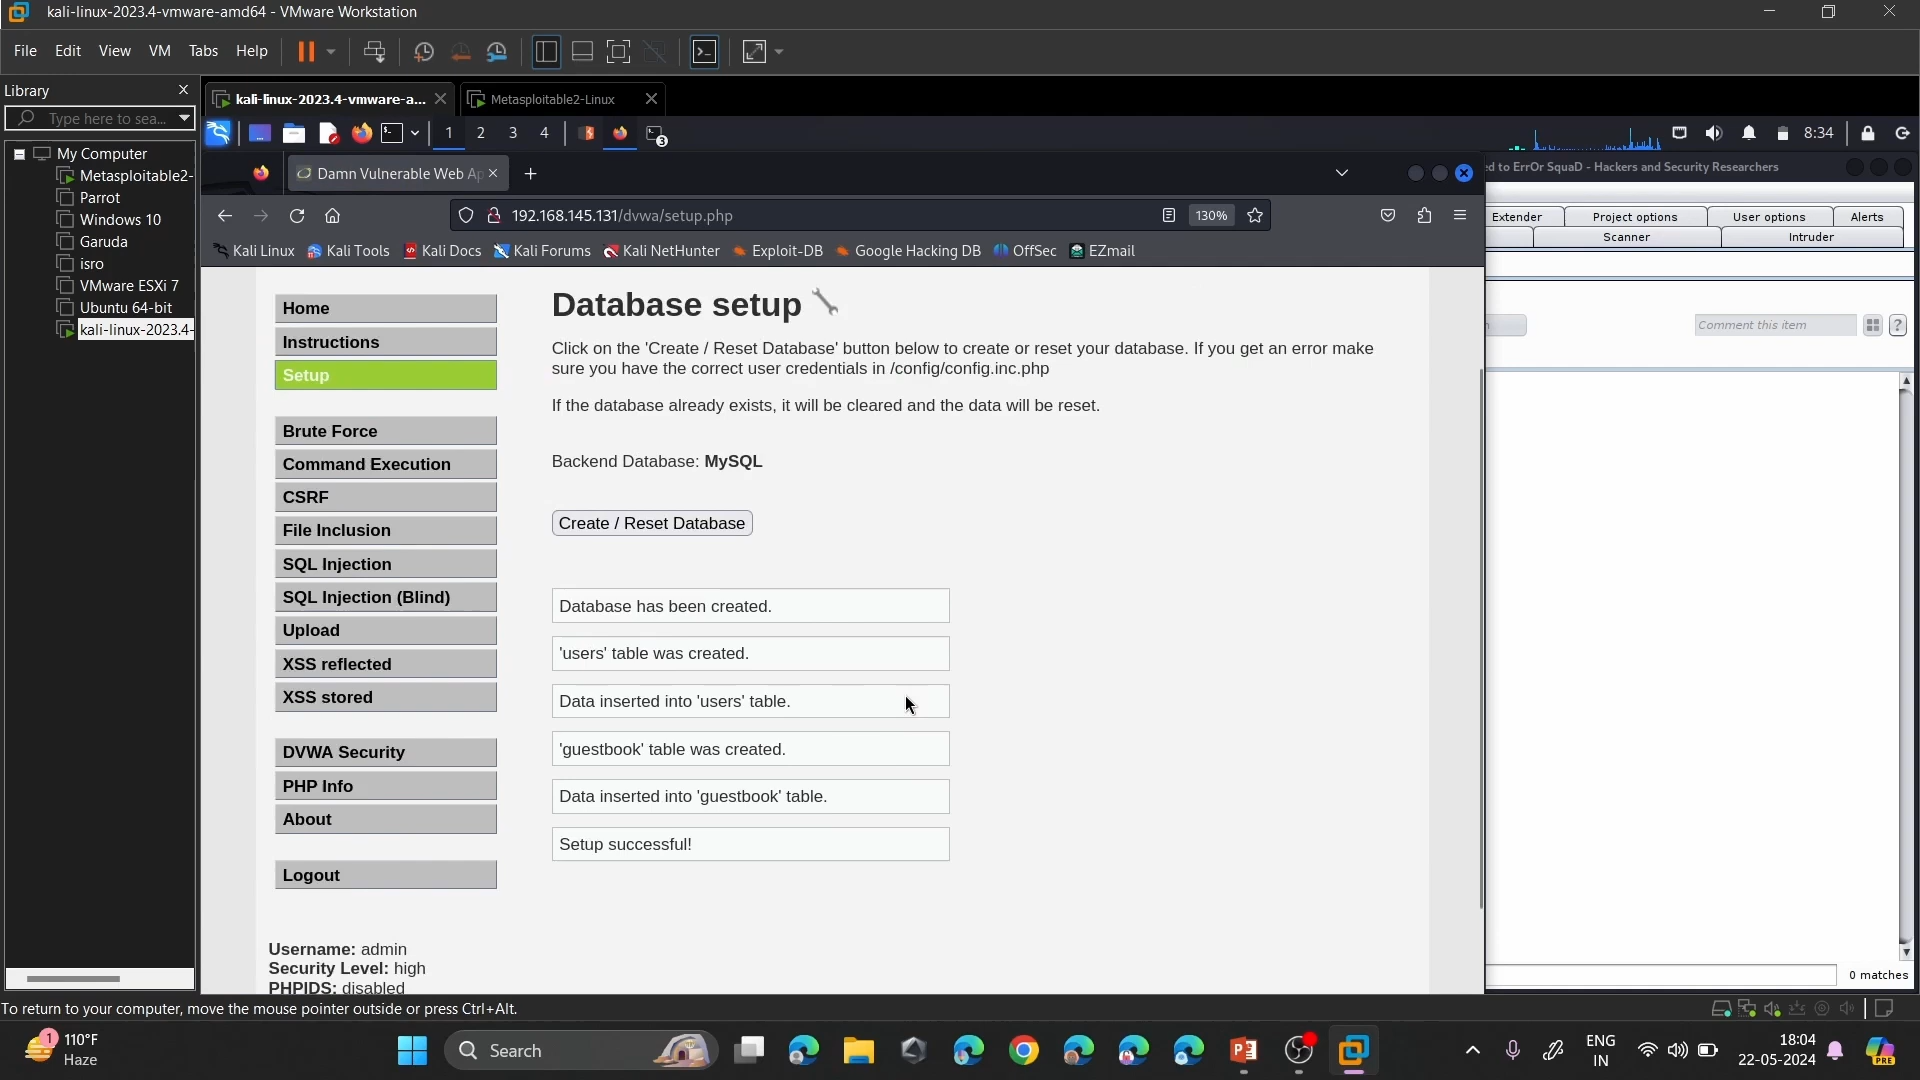 kali-linux-2023.4-vmware-amd64 - VMware Workstation
File Edit View VM Tabs Help
Library
Type here to sea...
My Computer
Metasploitable2-
Parrot
Windows 10
Garuda
isro
VMware ESXi 7
Ubuntu 64-bit
kali-linux-2023.4-
kali-linux-2023.4-vmware-a...
Metasploitable2-Linux
1 2 3 4
3
8:34
Damn Vulnerable Web Ap
ed to ErrOr SquaD - Hackers and Security Researchers
192.168.145.131/dvwa/setup.php
130%
Extender Project options User options Alerts
Scanner Intruder
Kali Linux Kali Tools Kali Docs Kali Forums Kali NetHunter Exploit-DB Google Hacking DB OffSec EZmail
Comment this item
?
Home
Instructions
Setup
Brute Force
Command Execution
CSRF
File Inclusion
SQL Injection
SQL Injection (Blind)
Upload
XSS reflected
XSS stored
DVWA Security
PHP Info
About
Logout
Username: admin
Security Level: high
PHPIDS: disabled
Database setup
Click on the 'Create / Reset Database' button below to create or reset your database. If you get an error make
sure you have the correct user credentials in /config/config.inc.php
If the database already exists, it will be cleared and the data will be reset.
Backend Database: MySQL
Create / Reset Database
Database has been created.
'users' table was created.
Data inserted into 'users' table.
'guestbook' table was created.
Data inserted into 'guestbook' table.
Setup successful!
0 matches
To return to your computer, move the mouse pointer outside or press Ctrl+Alt.
1
110°F
Haze
Search
ENG
IN
18:04
22-05-2024
PRE